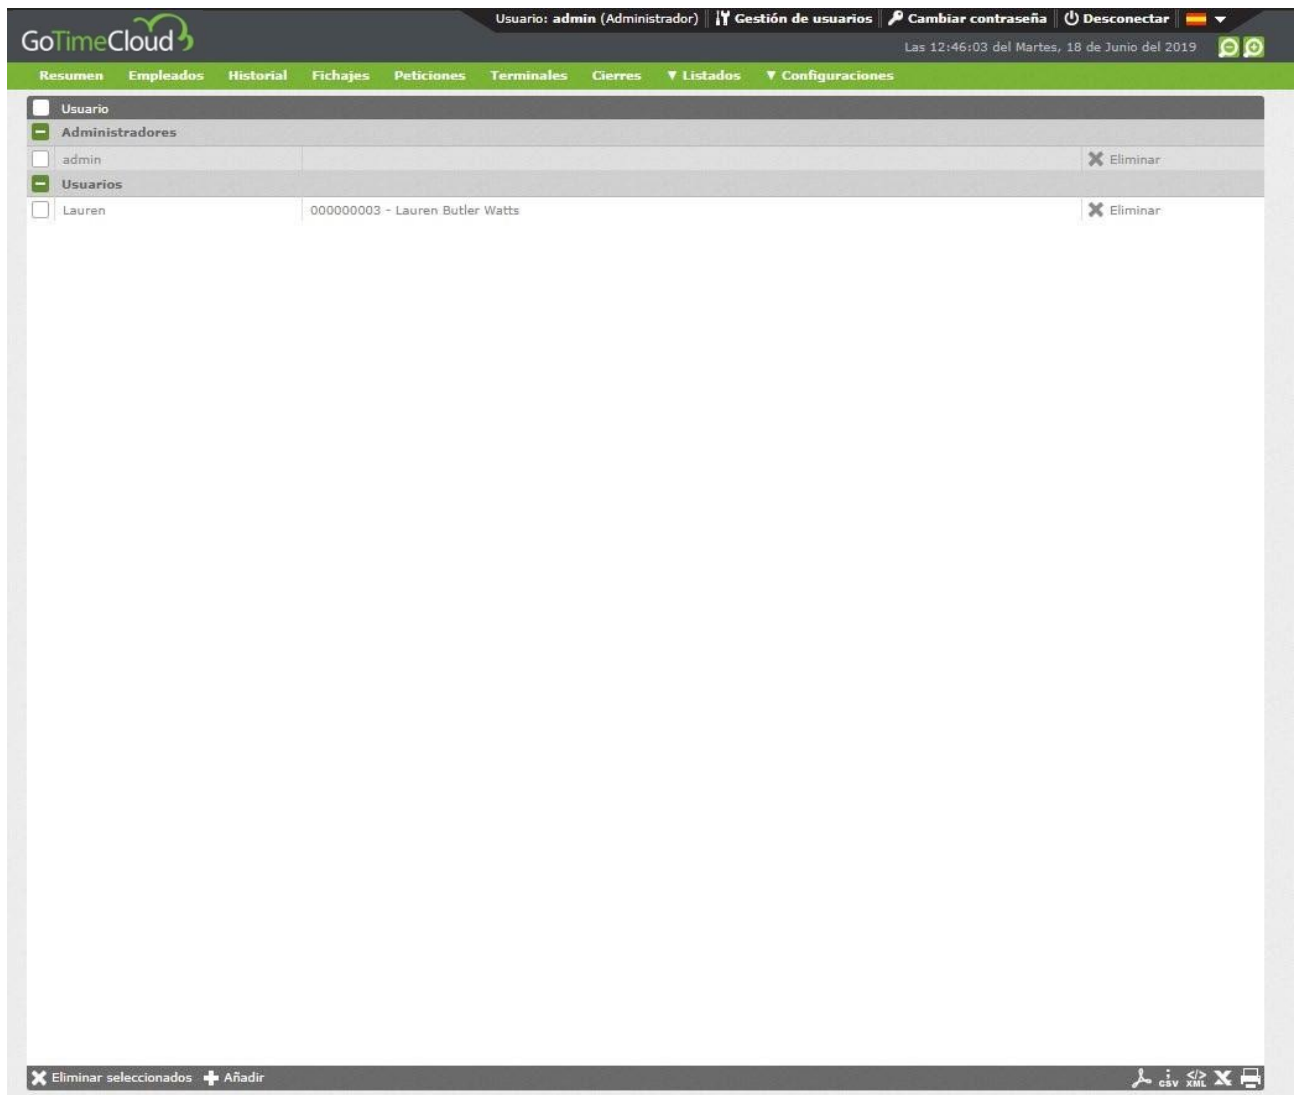 Usuario: admin (Administrador) Gestión de usuarios Cambiar contraseña Desconectar
GoTimeCloud
Las 12:46:03 del Martes, 18 de Junio del 2019
Resumen Empleados Historial Fichajes Peticiones Terminales Cierres ▼ Listados ▼ Configuraciones
Usuario
Administradores
admin Eliminar
Usuarios
Lauren 000000003 - Lauren Butler Watts Eliminar
Eliminar seleccionados Añadir CSV </> XML